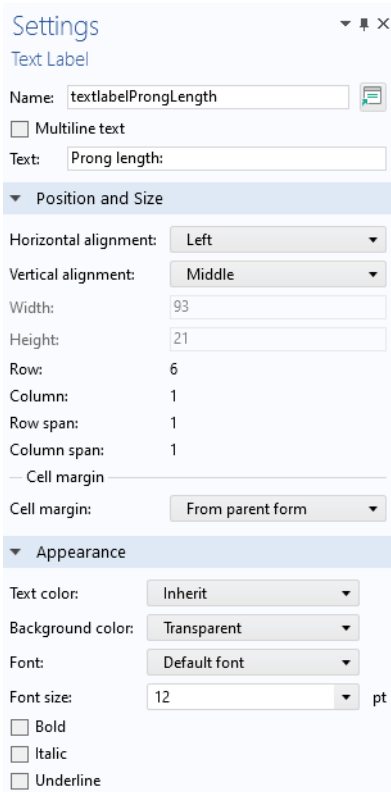 Settings
Text Label
Name: textlabelProngLength
Multiline text
Text: Prong length:
Position and Size
Horizontal alignment: Left
Vertical alignment: Middle
Width: 93
Height: 21
Row: 6
Column: 1
Row span: 1
Column span: 1
Cell margin
Cell margin: From parent form
Appearance
Text color: Inherit
Background color: Transparent
Font: Default font
Font size: 12 pt
Bold
Italic
Underline